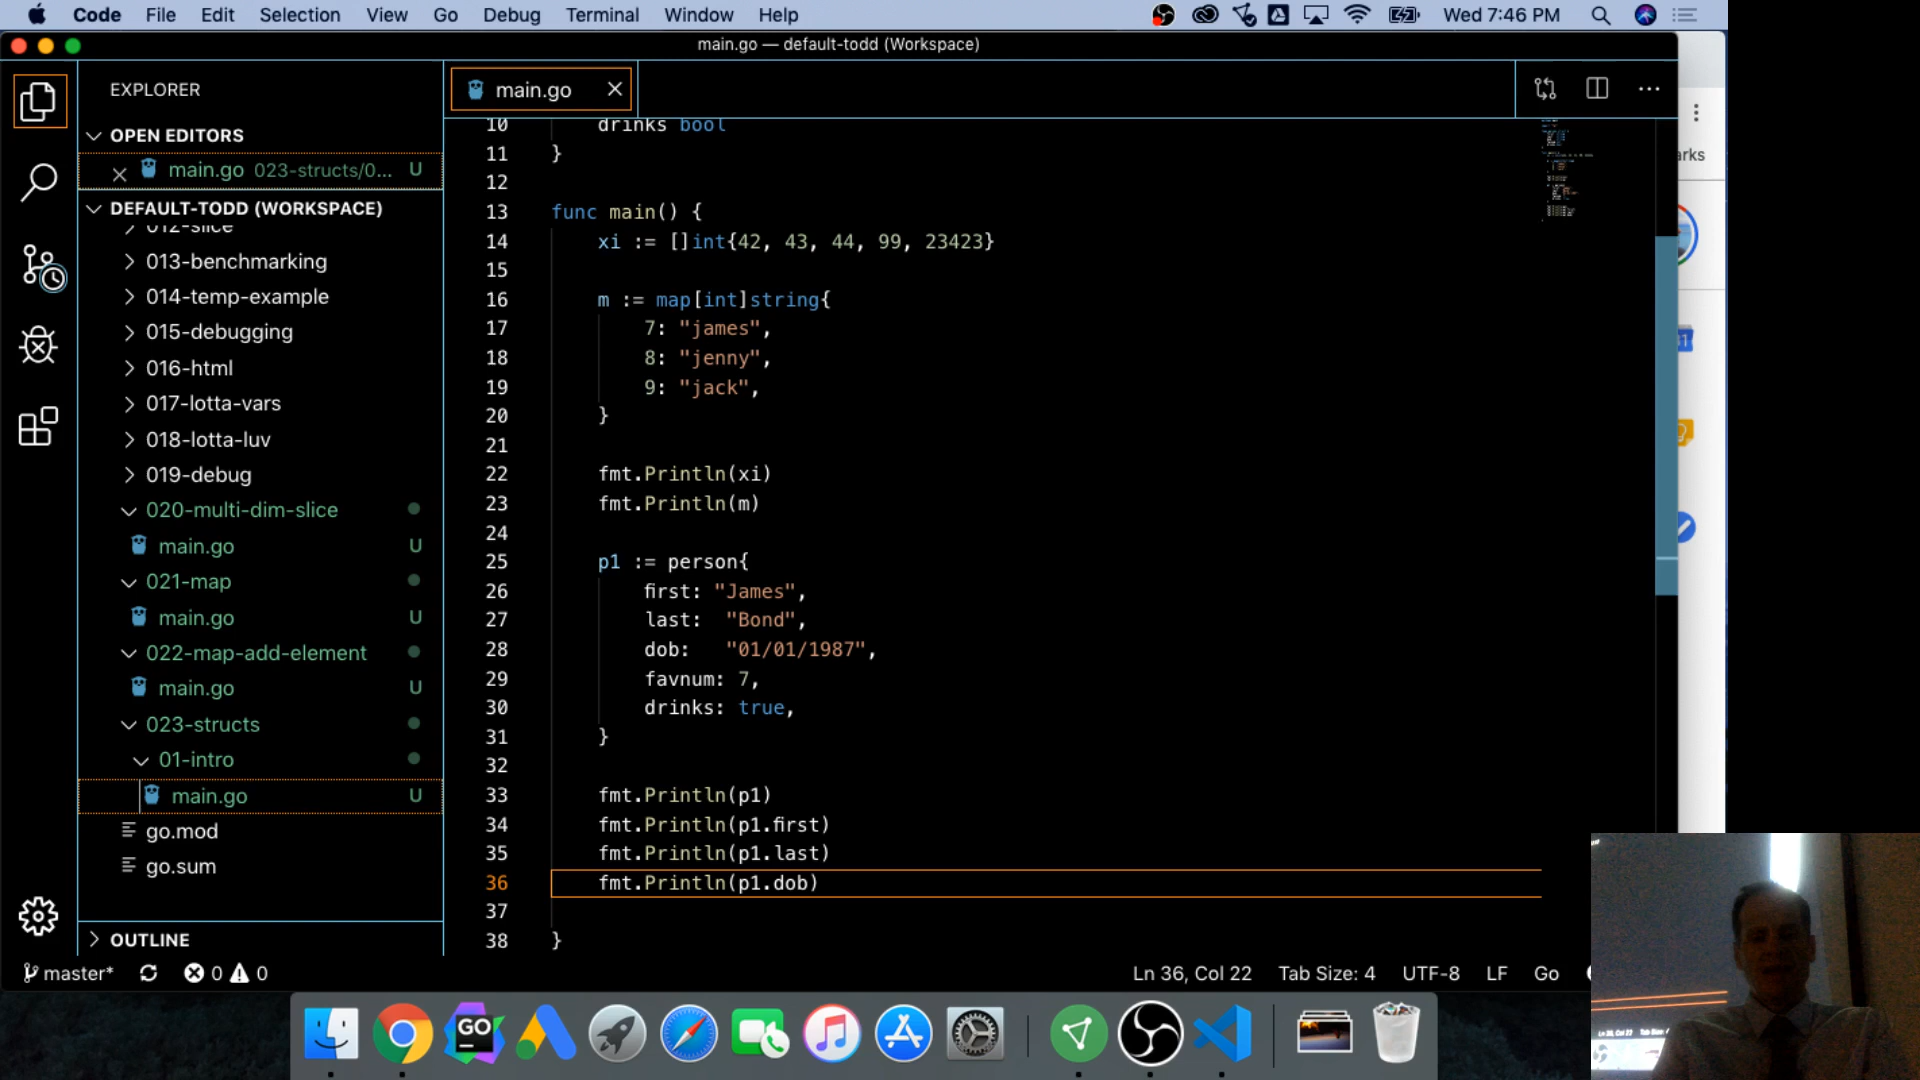 Code File Edit Selection View Go Debug Terminal Window Help Wed 7:46 PM
main.go — default-todd (Workspace)
EXPLORER
OPEN EDITORS
main.go 023-structs/0... U
DEFAULT-TODD (WORKSPACE)
012-slice
013-benchmarking
014-temp-example
015-debugging
016-html
017-lotta-vars
018-lotta-luv
019-debug
020-multi-dim-slice
main.go U
021-map
main.go U
022-map-add-element
main.go U
023-structs
01-intro
main.go U
go.mod
go.sum
OUTLINE
main.go
10 drinks bool
11 }
12
13 func main() {
14 xi := []int{42, 43, 44, 99, 23423}
15
16 m := map[int]string{
17 7: "james",
18 8: "jenny",
19 9: "jack",
20 }
21
22 fmt.Println(xi)
23 fmt.Println(m)
24
25 p1 := person{
26 first: "James",
27 last: "Bond",
28 dob: "01/01/1987",
29 favnum: 7,
30 drinks: true,
31 }
32
33 fmt.Println(p1)
34 fmt.Println(p1.first)
35 fmt.Println(p1.last)
36 fmt.Println(p1.dob)
37
38 }
arks
master* 0 0 Ln 36, Col 22 Tab Size: 4 UTF-8 LF Go
GO